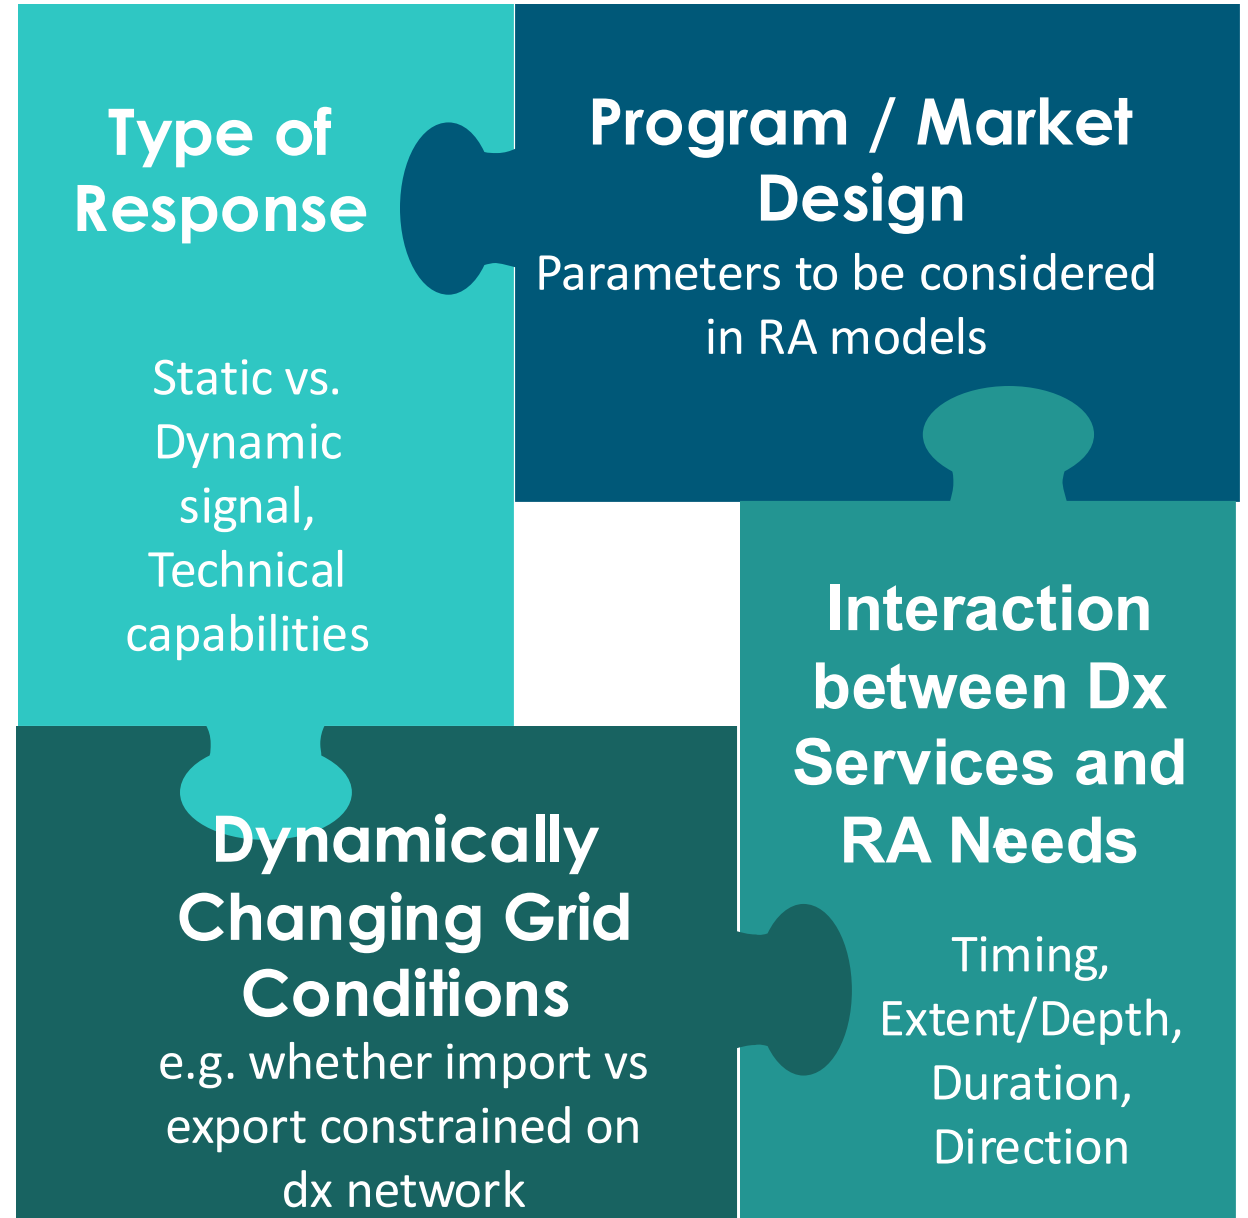 Type of
Response
Static vs.
Dynamic
signal,
Technical
capabilities
Program / Market
Design
Parameters to be considered
in RA models
Interaction
between Dx
Services and
RA Needs
Timing,
Extent/Depth,
Duration,
Direction
Dynamically
Changing Grid
Conditions
e.g. whether import vs
export constrained on
dx network